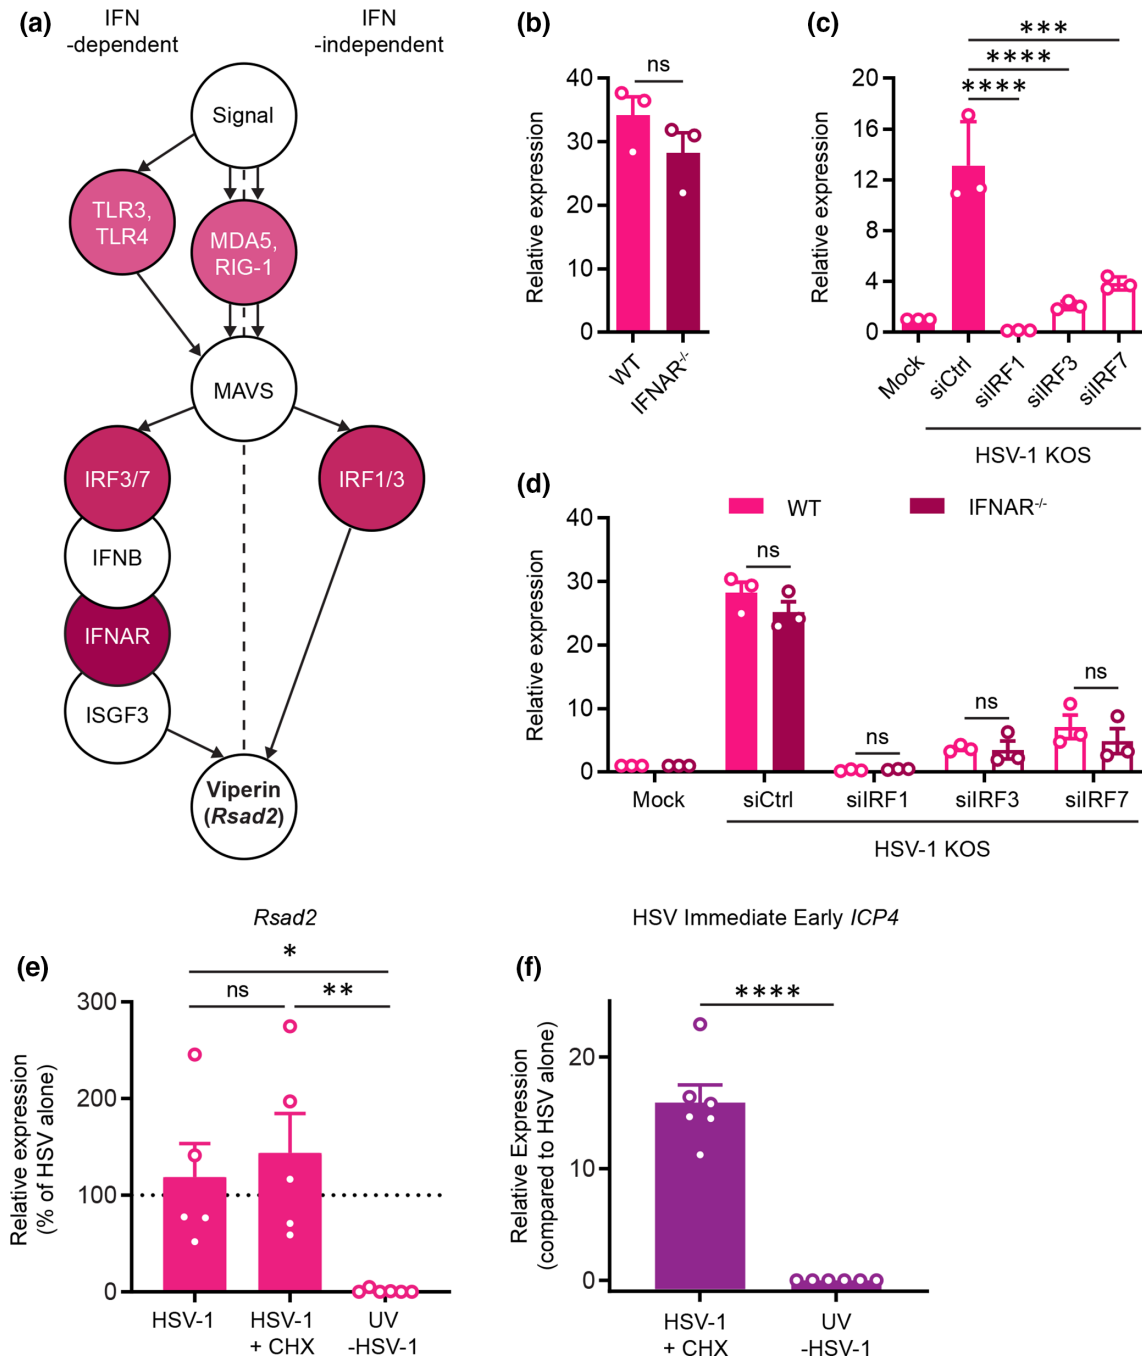 (a)
IFN
-dependent
IFN
-independent
Signal
TLR3,
TLR4
MDA5,
RIG-1
MAVS
IRF3/7
IRF1/3
IFNB
IFNAR
ISGF3
Viperin
(Rsad2)
(b)
ns
Relative expression
40
30
20
10
0
WT
IFNAR-/-
(c)
***
****
****
Relative expression
20
16
12
8
4
0
Mock
siCtrl
siIRF1
siIRF3
siIRF7
HSV-1 KOS
(d)
WT
IFNAR-/-
Relative expression
40
30
20
10
0
ns
ns
ns
ns
Mock
siCtrl
siIRF1
siIRF3
siIRF7
HSV-1 KOS
Rsad2
(e)
*
ns
**
Relative expression
(% of HSV alone)
300
200
100
0
HSV-1
HSV-1
+ CHX
UV
-HSV-1
HSV Immediate Early ICP4
(f)
****
Relative Expression
(compared to HSV alone)
20
10
0
HSV-1
+ CHX
UV
-HSV-1